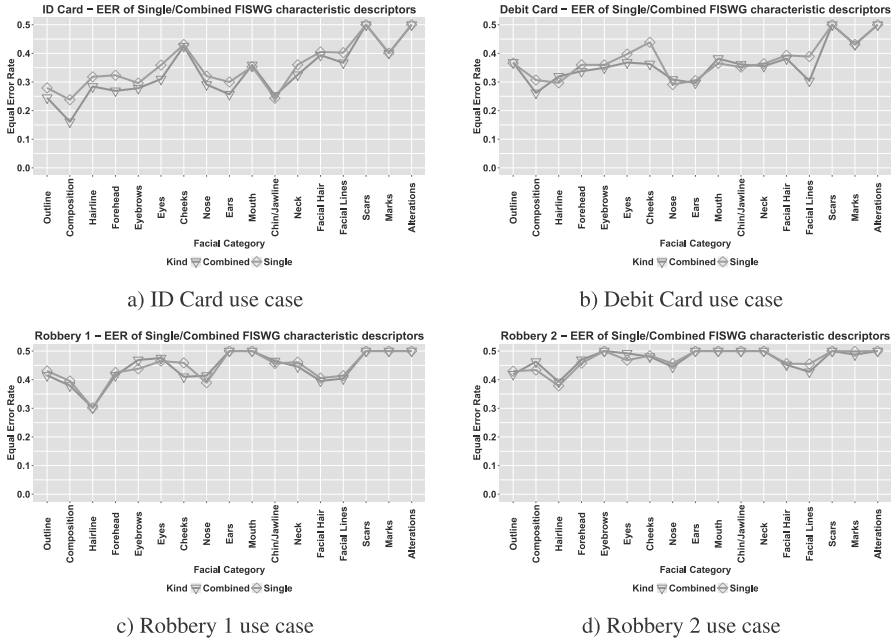 ID Card − EER of Single/Combined FISWG characteristic descriptors
0.5
0.4
0.3
0.2
0.1
0.0
Equal Error Rate
Outline
Composition
Hairline
Forehead
Eyebrows
Eyes
Cheeks
Nose
Ears
Mouth
Chin/Jawline
Neck
Facial Hair
Facial Lines
Scars
Marks
Alterations
Facial Category
Kind Combined Single
a) ID Card use case
Debit Card − EER of Single/Combined FISWG characteristic descriptors
0.5
0.4
0.3
0.2
0.1
0.0
Equal Error Rate
Outline
Composition
Hairline
Forehead
Eyebrows
Eyes
Cheeks
Nose
Ears
Mouth
Chin/Jawline
Neck
Facial Hair
Facial Lines
Scars
Marks
Alterations
Facial Category
Kind Combined Single
b) Debit Card use case
Robbery 1 − EER of Single/Combined FISWG characteristic descriptors
0.5
0.4
0.3
0.2
0.1
0.0
Equal Error Rate
Outline
Composition
Hairline
Forehead
Eyebrows
Eyes
Cheeks
Nose
Ears
Mouth
Chin/Jawline
Neck
Facial Hair
Facial Lines
Scars
Marks
Alterations
Facial Category
Kind Combined Single
c) Robbery 1 use case
Robbery 2 − EER of Single/Combined FISWG characteristic descriptors
0.5
0.4
0.3
0.2
0.1
0.0
Equal Error Rate
Outline
Composition
Hairline
Forehead
Eyebrows
Eyes
Cheeks
Nose
Ears
Mouth
Chin/Jawline
Neck
Facial Hair
Facial Lines
Scars
Marks
Alterations
Facial Category
Kind Combined Single
d) Robbery 2 use case